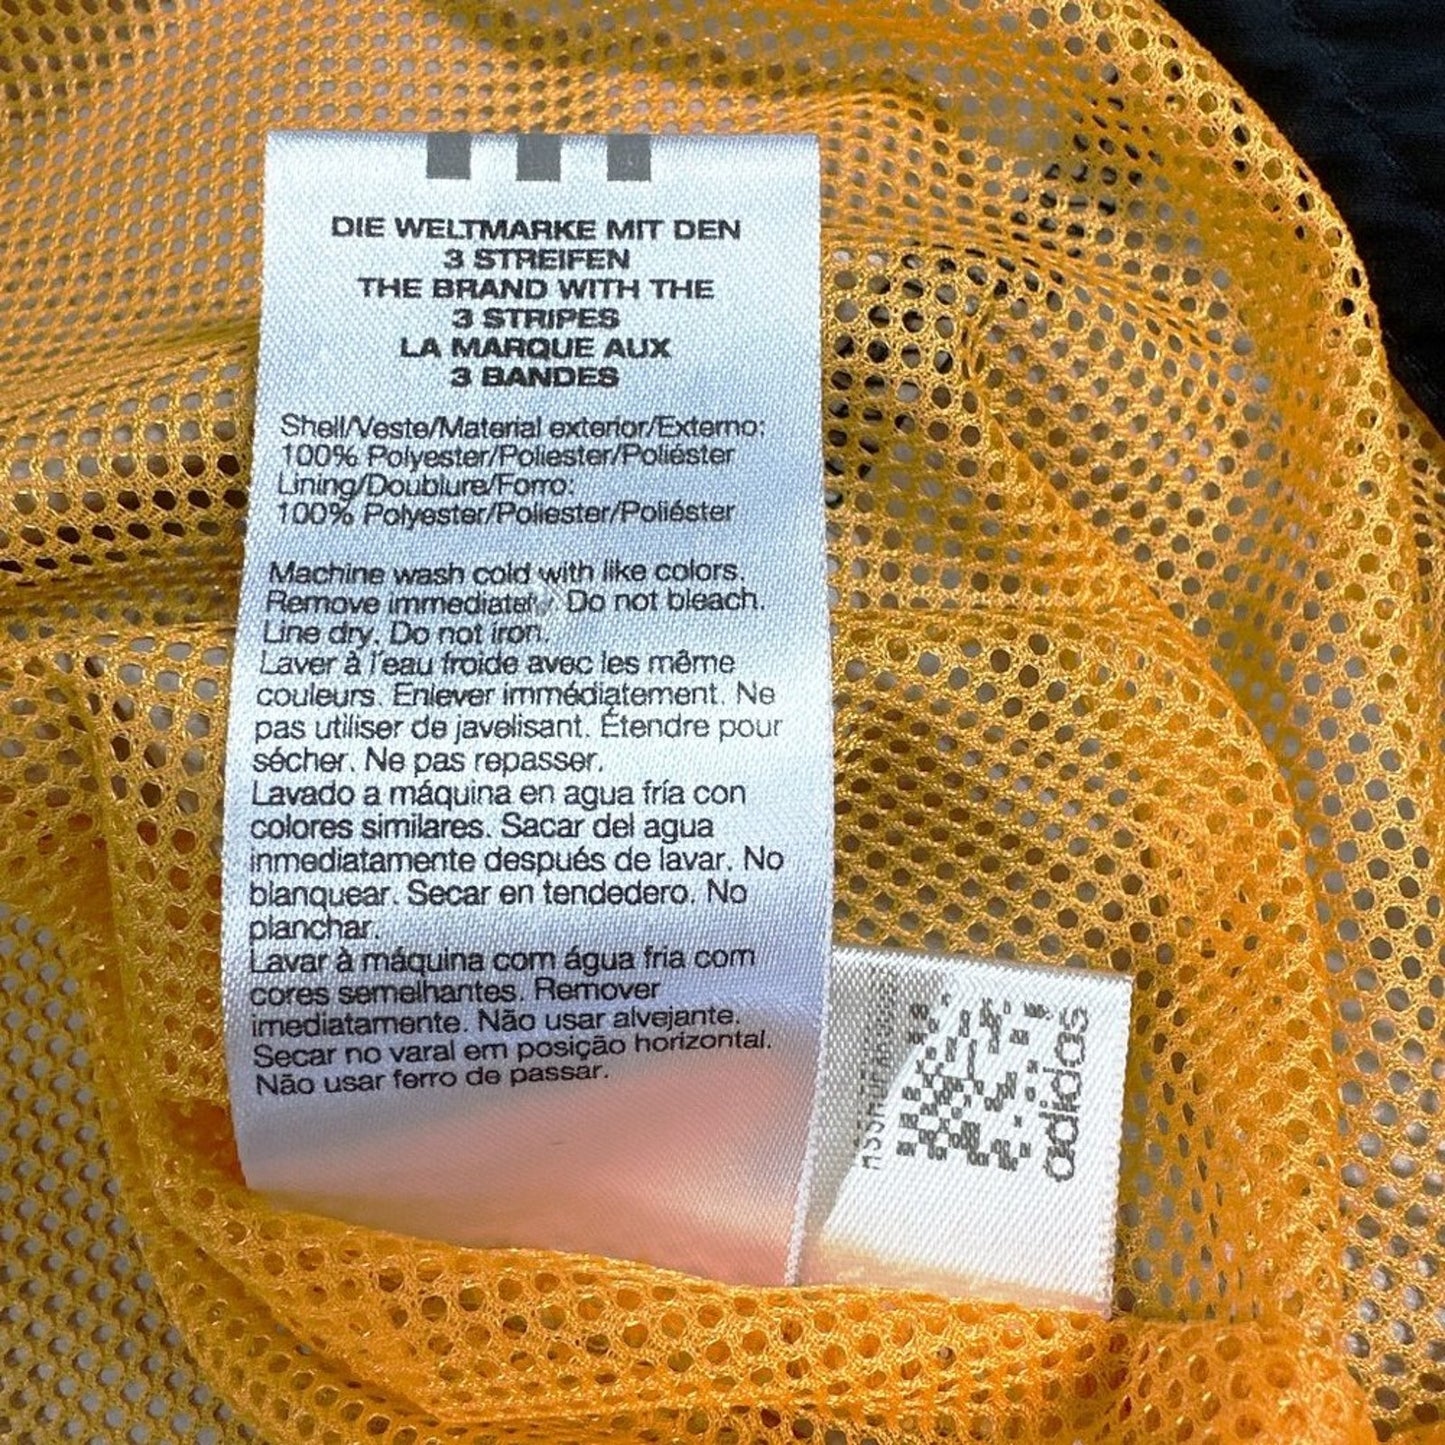 DIE WELTMARKE MIT DEN
3 STREIFEN
THE BRAND WITH THE
3 STRIPES
LA MARQUE AUX
3 BANDES
Shell/Veste/Material exterior/Externo:
100% Polyester/Poliester/Poliéster
Lining/Doublure/Forro:
100% Polyester/Poliester/Poliéster
Machine wash cold with like colors.
Remove immediately. Do not bleach.
Line dry. Do not iron.
Laver à l'eau froide avec les même
couleurs. Enlever immédiatement. Ne
pas utiliser de javelisant. Étendre pour
sécher. Ne pas repasser.
Lavado a máquina en agua fría con
colores similares. Sacar del agua
inmediatamente después de lavar. No
blanquear. Secar en tendedero. No
planchar.
Lavar à máquina com água fria com
cores semelhantes. Remover
imediatamente. Não usar alvejante.
Secar no varal em posição horizontal.
Não usar ferro de passar.
adidas